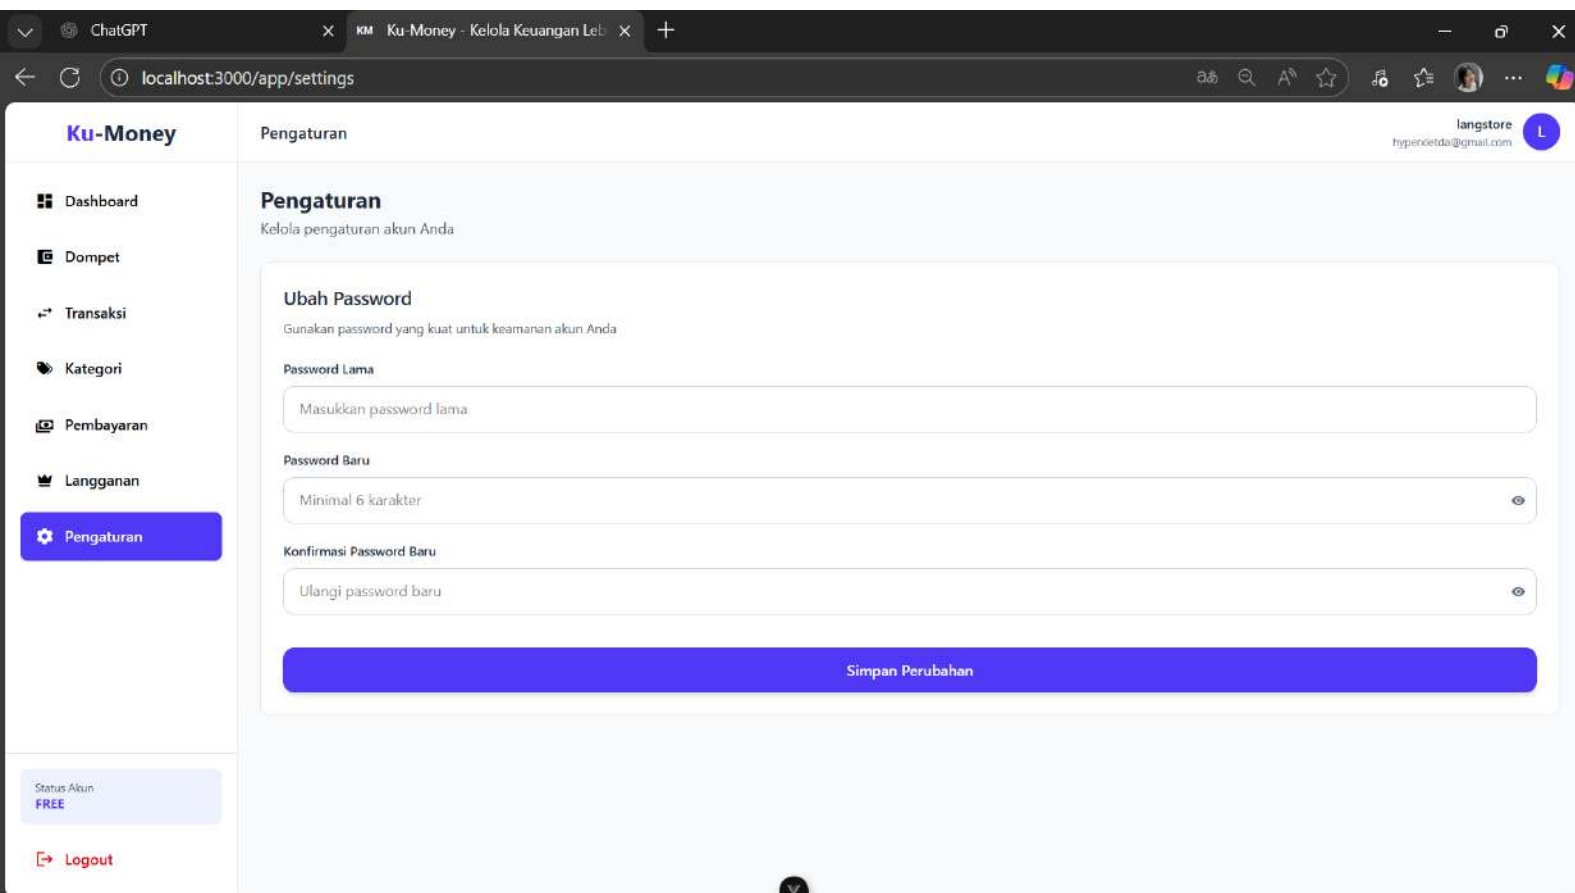 ChatGPT
KM Ku-Money - Kelola Keuangan Leb
localhost:3000/app/settings
Ku-Money
Pengaturan
langstore
L
Dashboard
Dompet
Transaksi
Kategori
Pembayaran
Langganan
Pengaturan
Pengaturan
Kelola pengaturan akun Anda
Ubah Password
Gunakan password yang kuat untuk keamanan akun Anda
Password Lama
Masukkan password lama
Password Baru
Minimal 6 karakter
Konfirmasi Password Baru
Ulangi password baru
Simpan Perubahan
Status Akun
FREE
Logout